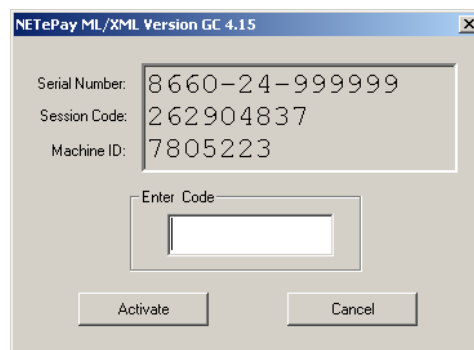 NETePay ML/XML Version GC 4.15
Serial Number: 8660-24-999999
Session Code: 262904837
Machine ID: 7805223
Enter Code
Activate Cancel